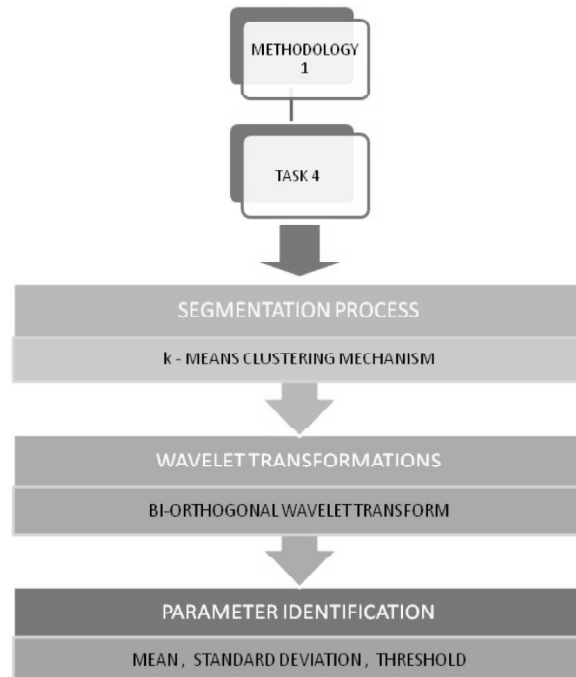 METHODOLOGY
1
TASK 4
SEGMENTATION PROCESS
k - MEANS CLUSTERING MECHANISM
WAVELET TRANSFORMATIONS
BI-ORTHOGONAL WAVELET TRANSFORM
PARAMETER IDENTIFICATION
MEAN , STANDARD DEVIATION , THRESHOLD